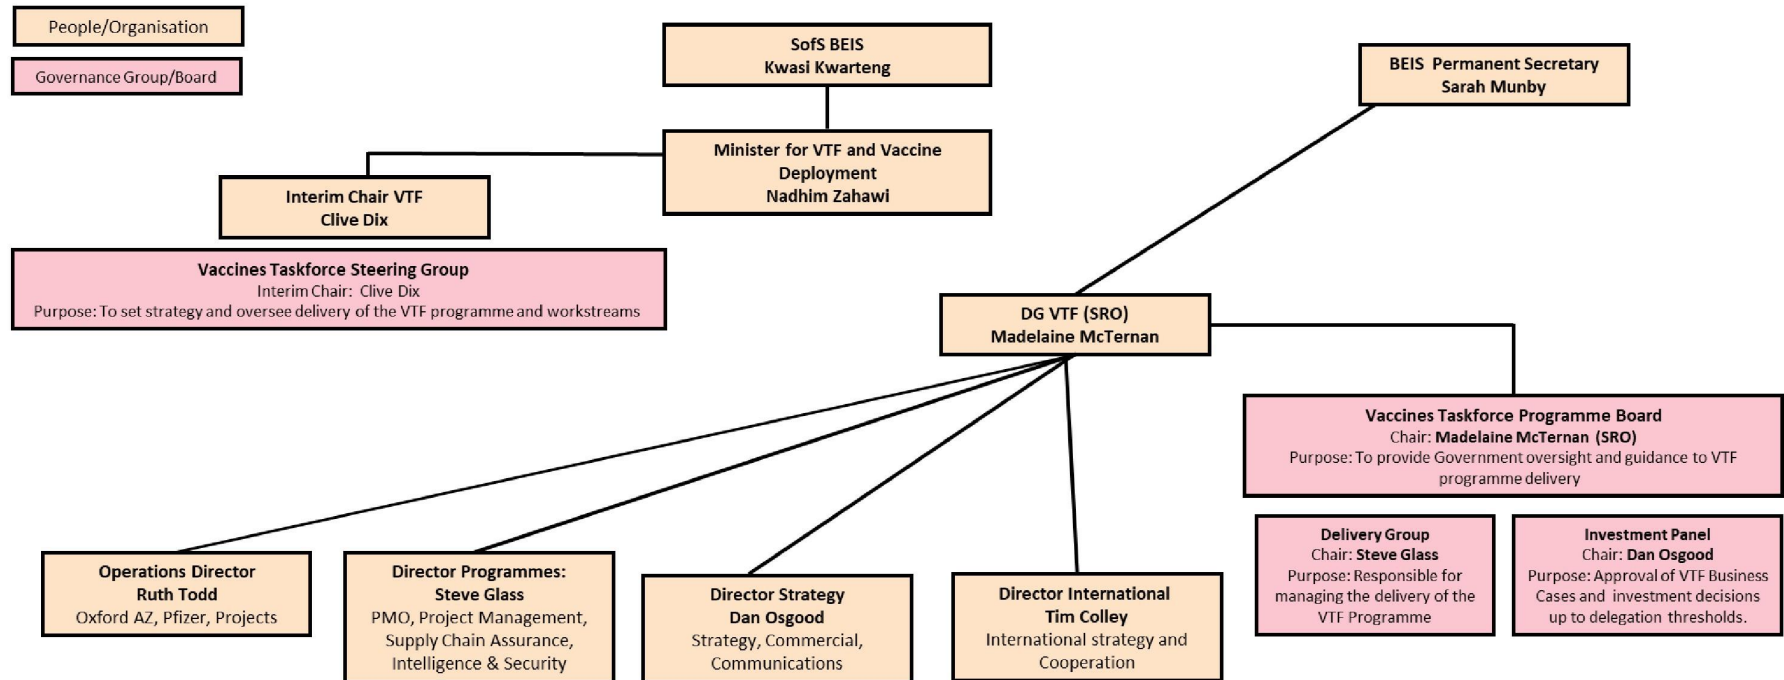 People/Organisation
Governance Group/Board
SofS BEIS
Kwasi Kwarteng
BEIS Permanent Secretary
Sarah Munby
Minister for VTF and Vaccine
Deployment
Nadhim Zahawi
Interim Chair VTF
Clive Dix
Vaccines Taskforce Steering Group
Interim Chair: Clive Dix
Purpose: To set strategy and oversee delivery of the VTF programme and workstreams
DG VTF (SRO)
Madelaine McTernan
Vaccines Taskforce Programme Board
Chair: Madelaine McTernan (SRO)
Purpose: To provide Government oversight and guidance to VTF
programme delivery
Delivery Group
Chair: Steve Glass
Purpose: Responsible for
managing the delivery of the
VTF Programme
Investment Panel
Chair: Dan Osgood
Purpose: Approval of VTF Business
Cases and investment decisions
up to delegation thresholds.
Operations Director
Ruth Todd
Oxford AZ, Pfizer, Projects
Director Programmes:
Steve Glass
PMO, Project Management,
Supply Chain Assurance,
Intelligence & Security
Director Strategy
Dan Osgood
Strategy, Commercial,
Communications
Director International
Tim Colley
International strategy and
Cooperation